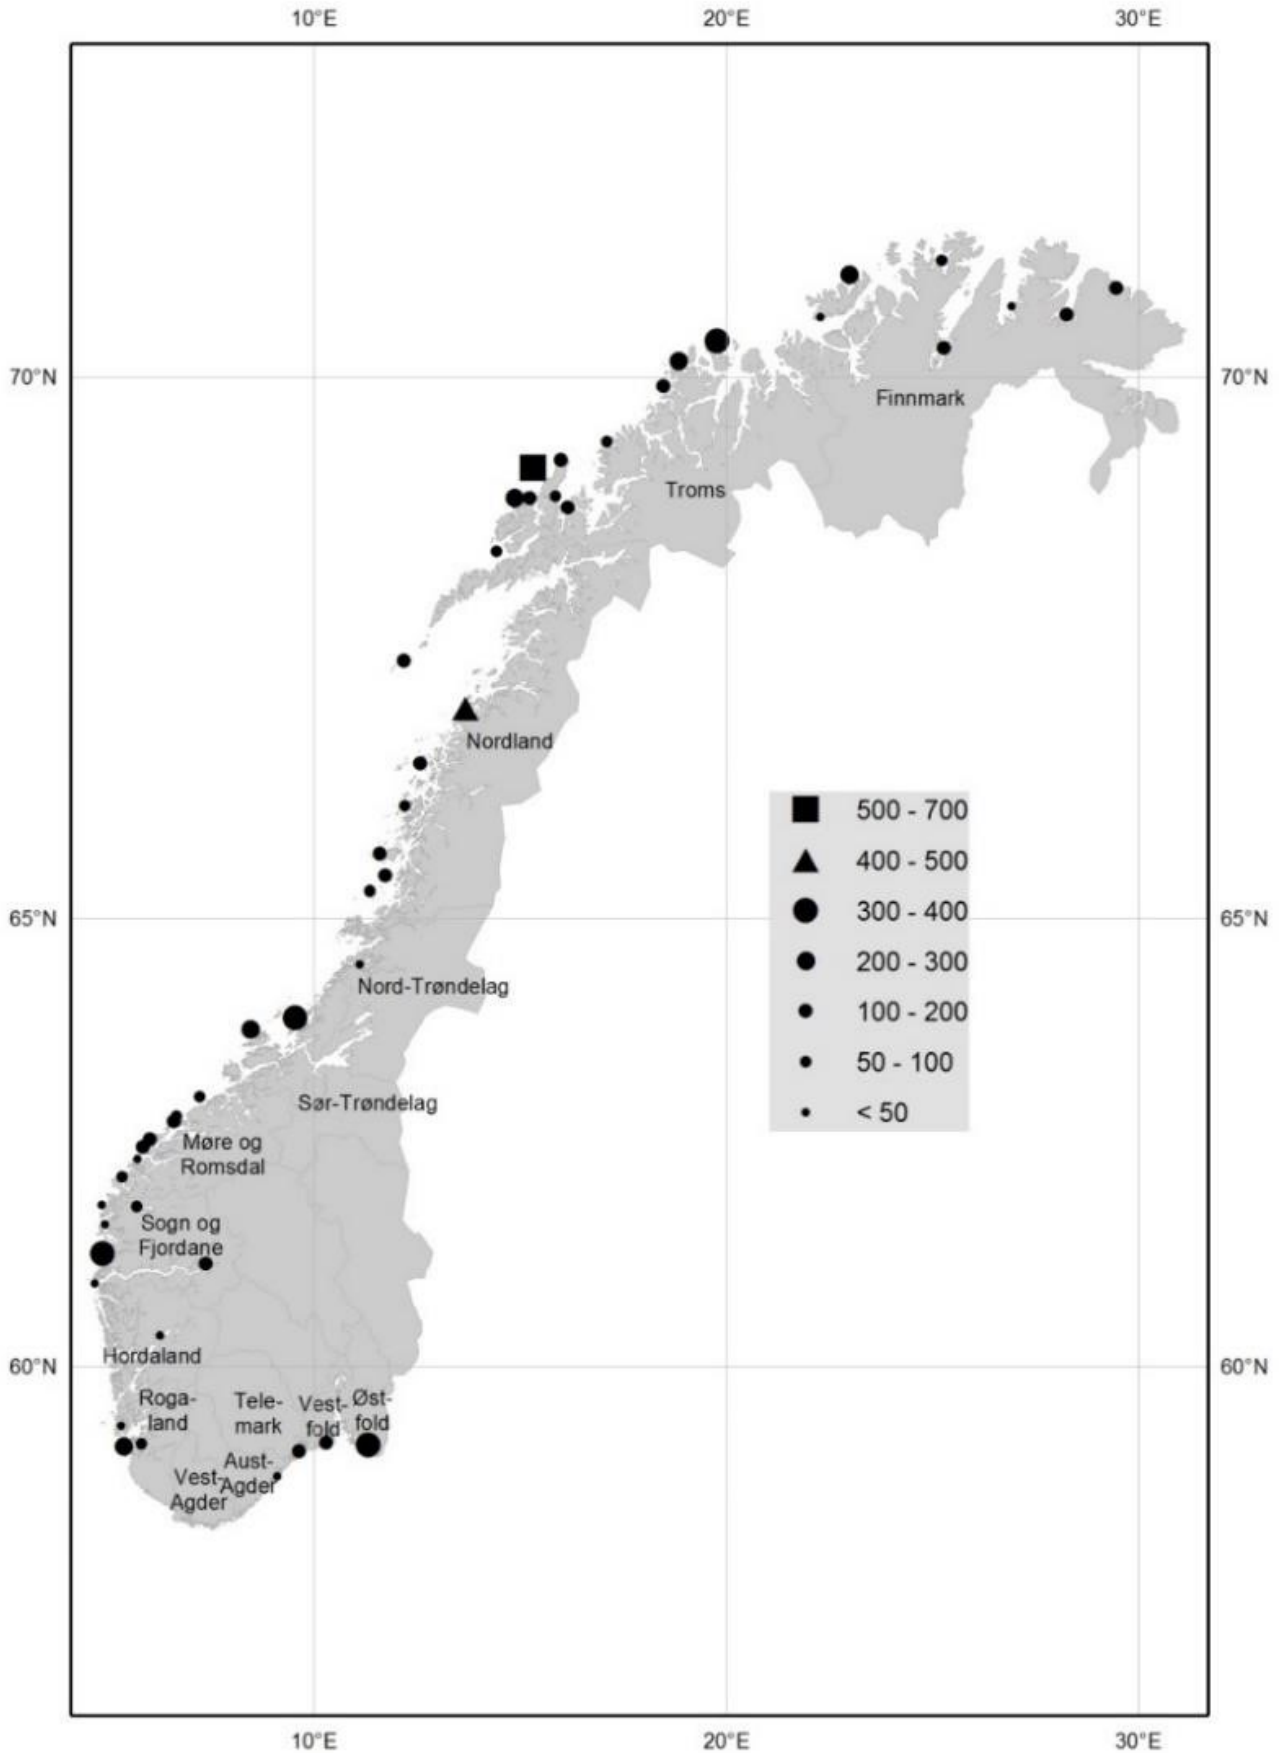 10°E 20°E 30°E
70°N 70°N
Finnmark
Troms
Nordland
500 - 700
400 - 500
300 - 400
200 - 300
100 - 200
50 - 100
< 50
65°N 65°N
Nord-Trøndelag
Sør-Trøndelag
Møre og
Romsdal
Sogn og
Fjordane
Hordaland
60°N 60°N
Roga-
land
Tele-
mark
Vest-
fold
Øst-
fold
Aust-
Agder
Vest-
Agder
10°E 20°E 30°E